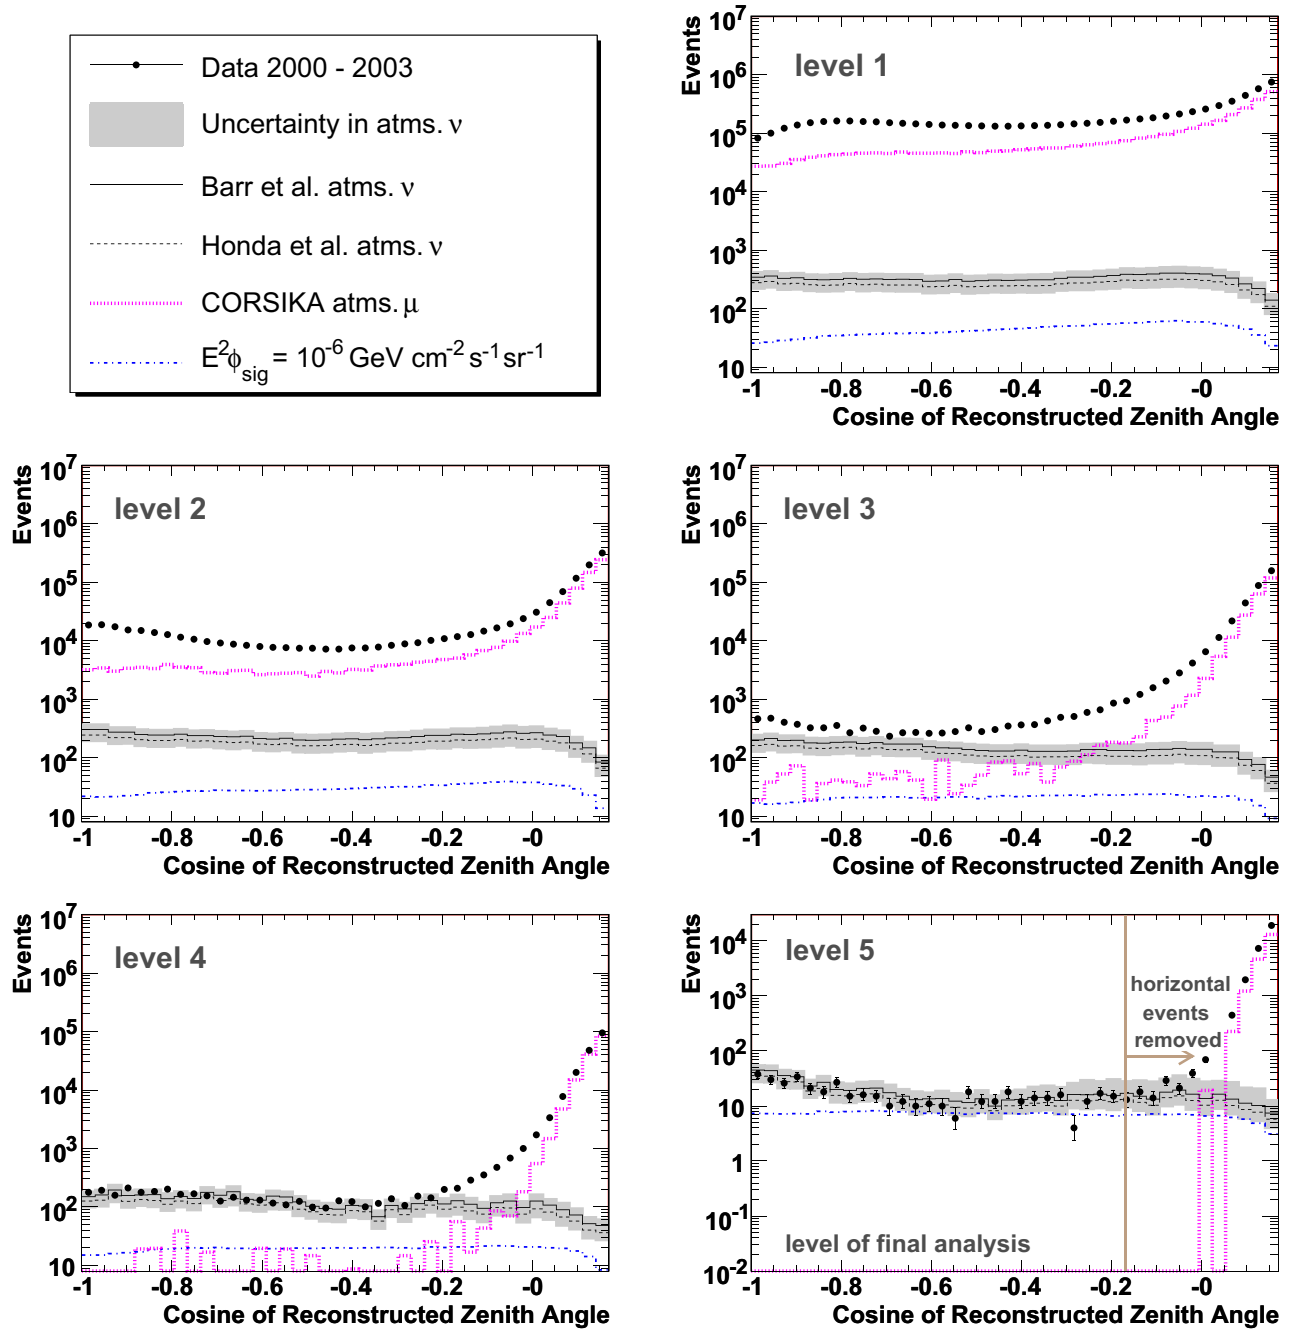 Data 2000 - 2003
Uncertainty in atms. ν
Barr et al. atms. ν
Honda et al. atms. ν
CORSIKA atms. μ
E²ϕ_sig = 10⁻⁶ GeV cm⁻² s⁻¹ sr⁻¹
Events
level 1
10⁷
10⁶
10⁵
10⁴
10³
10²
10
-1 -0.8 -0.6 -0.4 -0.2 -0
Cosine of Reconstructed Zenith Angle
Events
level 2
10⁷
10⁶
10⁵
10⁴
10³
10²
10
-1 -0.8 -0.6 -0.4 -0.2 -0
Cosine of Reconstructed Zenith Angle
Events
level 3
10⁷
10⁶
10⁵
10⁴
10³
10²
10
-1 -0.8 -0.6 -0.4 -0.2 -0
Cosine of Reconstructed Zenith Angle
Events
level 4
10⁷
10⁶
10⁵
10⁴
10³
10²
10
-1 -0.8 -0.6 -0.4 -0.2 -0
Cosine of Reconstructed Zenith Angle
Events
level 5
10⁴
10³
10²
10
1
10⁻¹
10⁻²
horizontal
events
removed
level of final analysis
-1 -0.8 -0.6 -0.4 -0.2 -0
Cosine of Reconstructed Zenith Angle